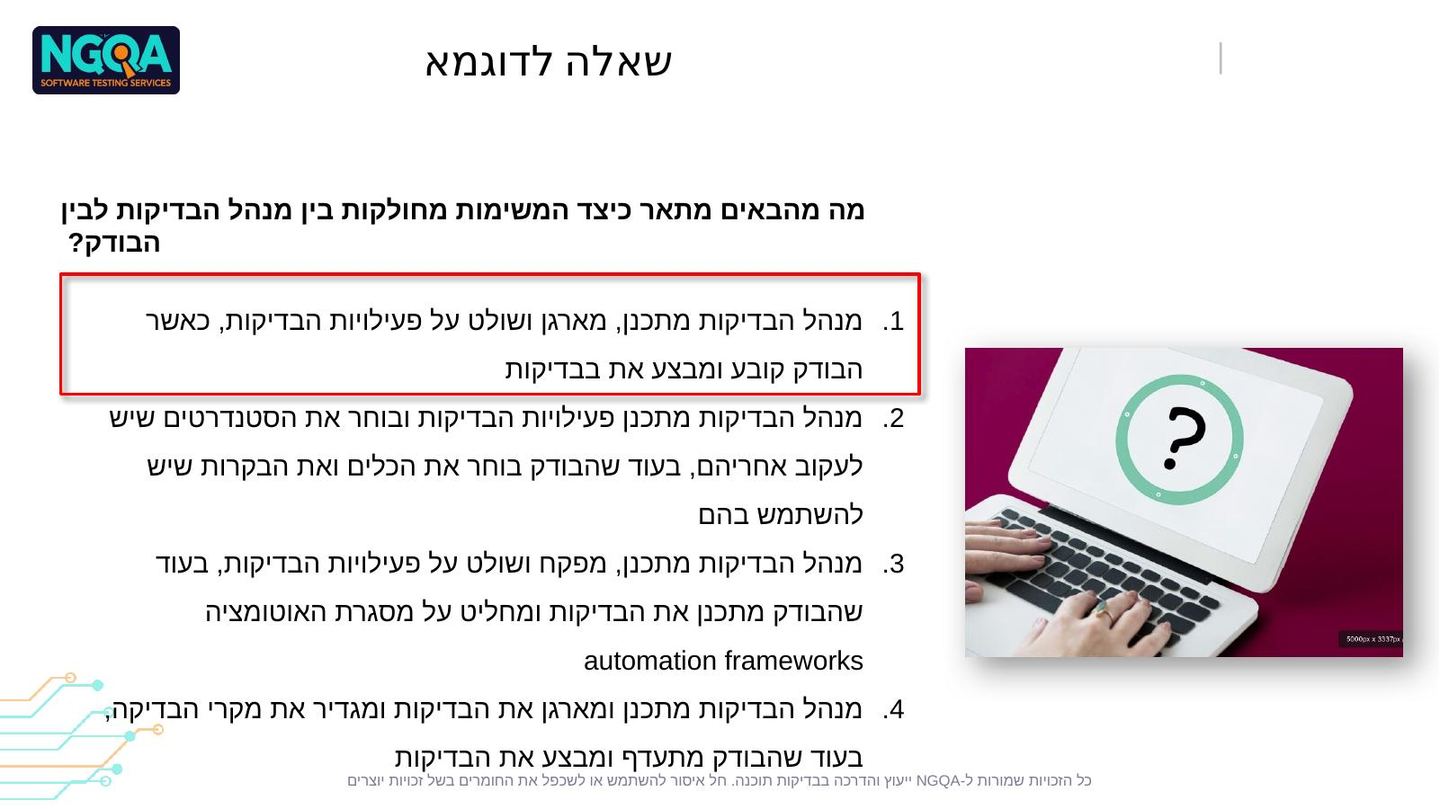 NGQA
SOFTWARE TESTING SERVICES
שאלה לדוגמא
מה מהבאים מתאר כיצד המשימות מחולקות בין מנהל הבדיקות לבין
הבודק?
1. מנהל הבדיקות מתכנן, מארגן ושולט על פעילויות הבדיקות, כאשר
הבודק קובע ומבצע את בבדיקות
2. מנהל הבדיקות מתכנן פעילויות הבדיקות ובוחר את הסטנדרטים שיש
לעקוב אחריהם, בעוד שהבודק בוחר את הכלים ואת הבקרות שיש
להשתמש בהם
3. מנהל הבדיקות מתכנן, מפקח ושולט על פעילויות הבדיקות, בעוד
שהבודק מתכנן את הבדיקות ומחליט על מסגרת האוטומציה
automation frameworks
4. מנהל הבדיקות מתכנן ומארגן את הבדיקות ומגדיר את מקרי הבדיקה,
בעוד שהבודק מתעדף ומבצע את הבדיקות
?
5000px x 3337px
כל הזכויות שמורות ל-NGQA ייעוץ והדרכה בבדיקות תוכנה. חל איסור להשתמש או לשכפל את החומרים בשל זכויות יוצרים